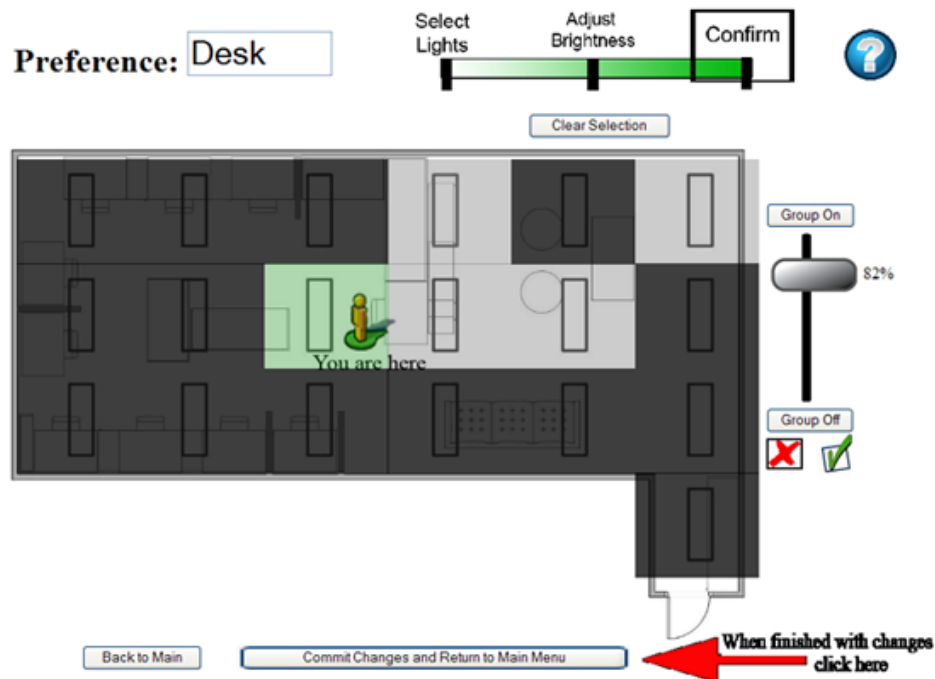 Select
Lights
Adjust
Brightness
Confirm
Preference: Desk
?
Clear Selection
Group On
82%
You are here
Group Off
Back to Main
Commit Changes and Return to Main Menu
When finished with changes
click here